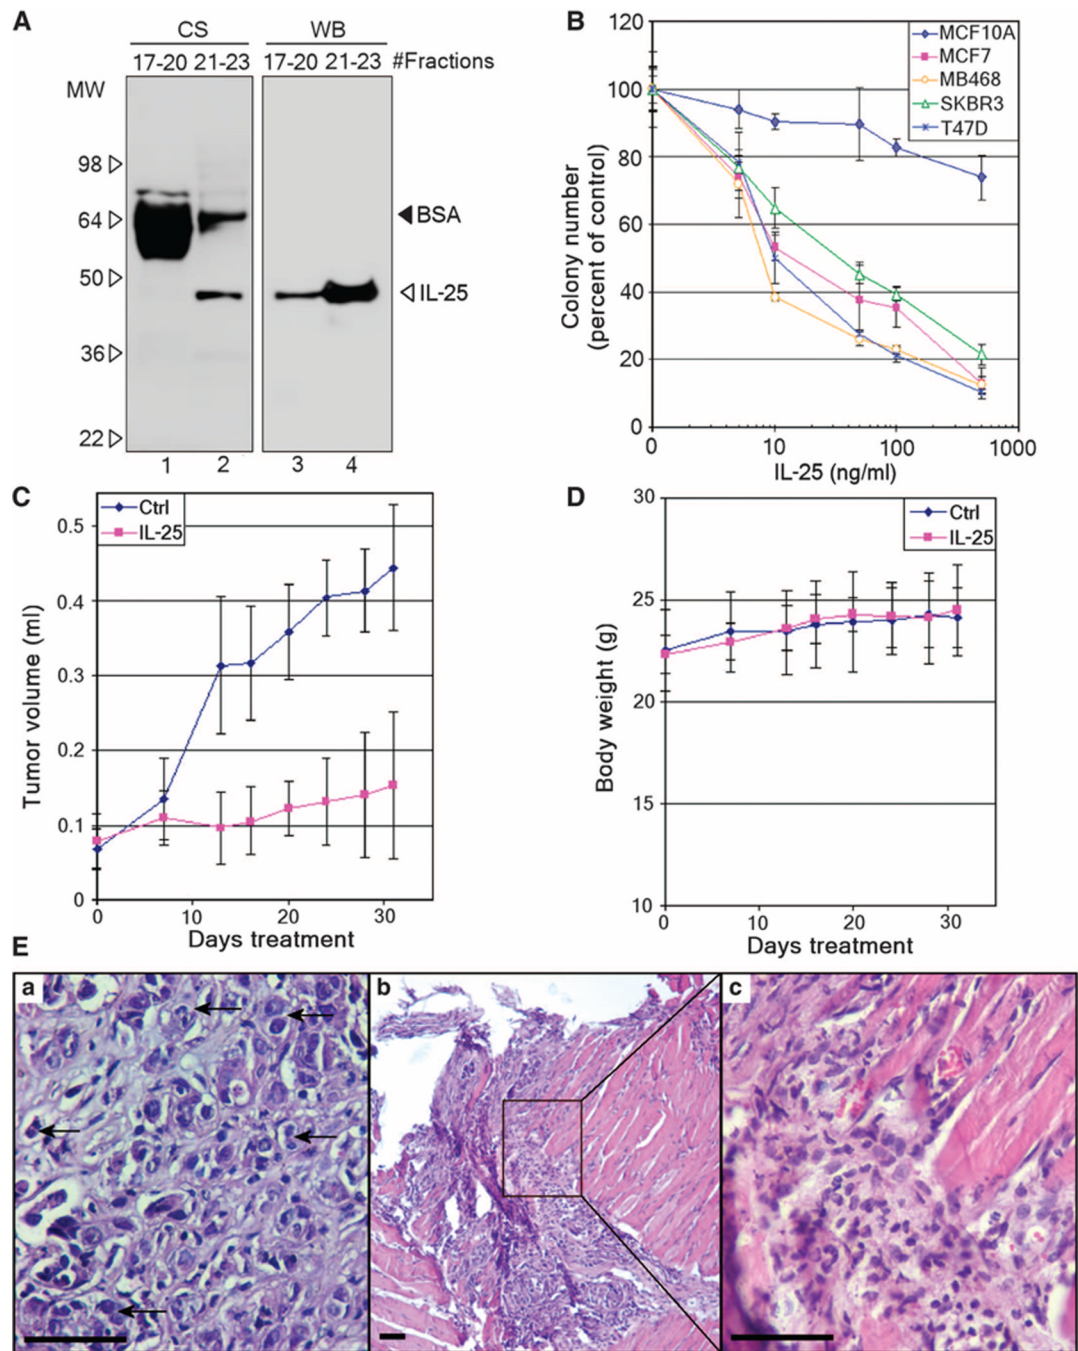 A
CS WB
17-20 21-23 17-20 21-23 #Fractions
MW
98
64
50
36
22
BSA
IL-25
1 2 3 4
B
Colony number
(percent of control)
120
100
80
60
40
20
0
0 10 100 1000
IL-25 (ng/ml)
MCF10A
MCF7
MB468
SKBR3
T47D
C
Ctrl
IL-25
Tumor volume (ml)
0.5
0.4
0.3
0.2
0.1
0
0 10 20 30
Days treatment
D
Ctrl
IL-25
Body weight (g)
30
25
20
15
10
0 10 20 30
Days treatment
E
a
b
c